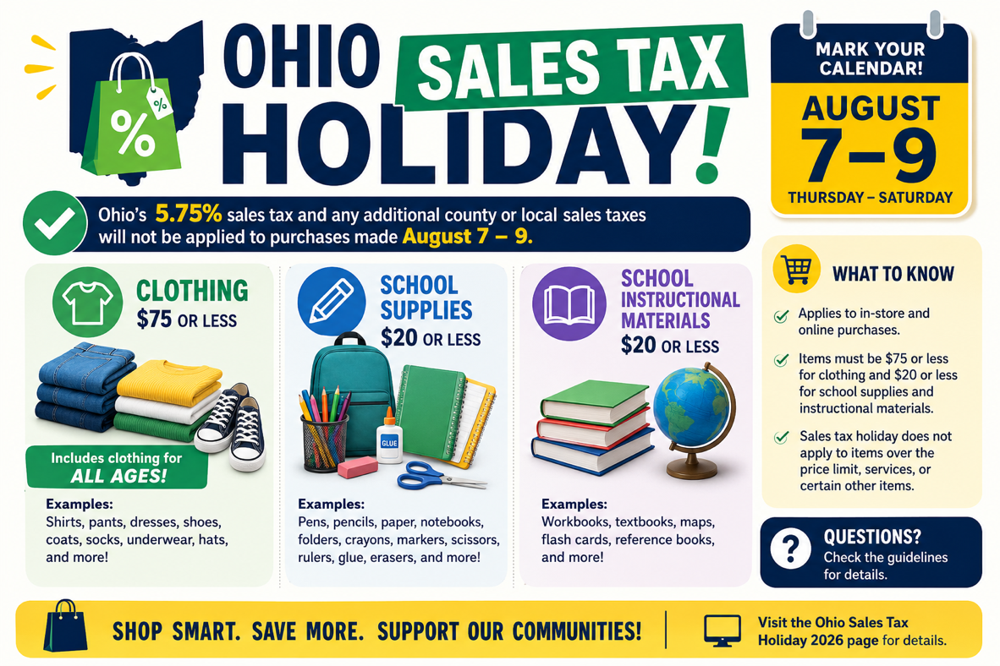 OHIO SALES TAX
HOLIDAY!
%
%
MARK YOUR
CALENDAR!
AUGUST
7–9
THURSDAY – SATURDAY
Ohio's 5.75% sales tax and any additional county or local sales taxes
will not be applied to purchases made August 7 – 9.
CLOTHING
$75 OR LESS
Includes clothing for
ALL AGES!
Examples:
Shirts, pants, dresses, shoes,
coats, socks, underwear, hats,
and more!
SCHOOL
SUPPLIES
$20 OR LESS
GLUE
Examples:
Pens, pencils, paper, notebooks,
folders, crayons, markers, scissors,
rulers, glue, erasers, and more!
SCHOOL
INSTRUCTIONAL
MATERIALS
$20 OR LESS
Examples:
Workbooks, textbooks, maps,
flash cards, reference books,
and more!
WHAT TO KNOW
Applies to in-store and
online purchases.
Items must be $75 or less
for clothing and $20 or less
for school supplies and
instructional materials.
Sales tax holiday does not
apply to items over the
price limit, services, or
certain other items.
?
QUESTIONS?
Check the guidelines
for details.
SHOP SMART. SAVE MORE. SUPPORT OUR COMMUNITIES!
Visit the Ohio Sales Tax
Holiday 2026 page for details.